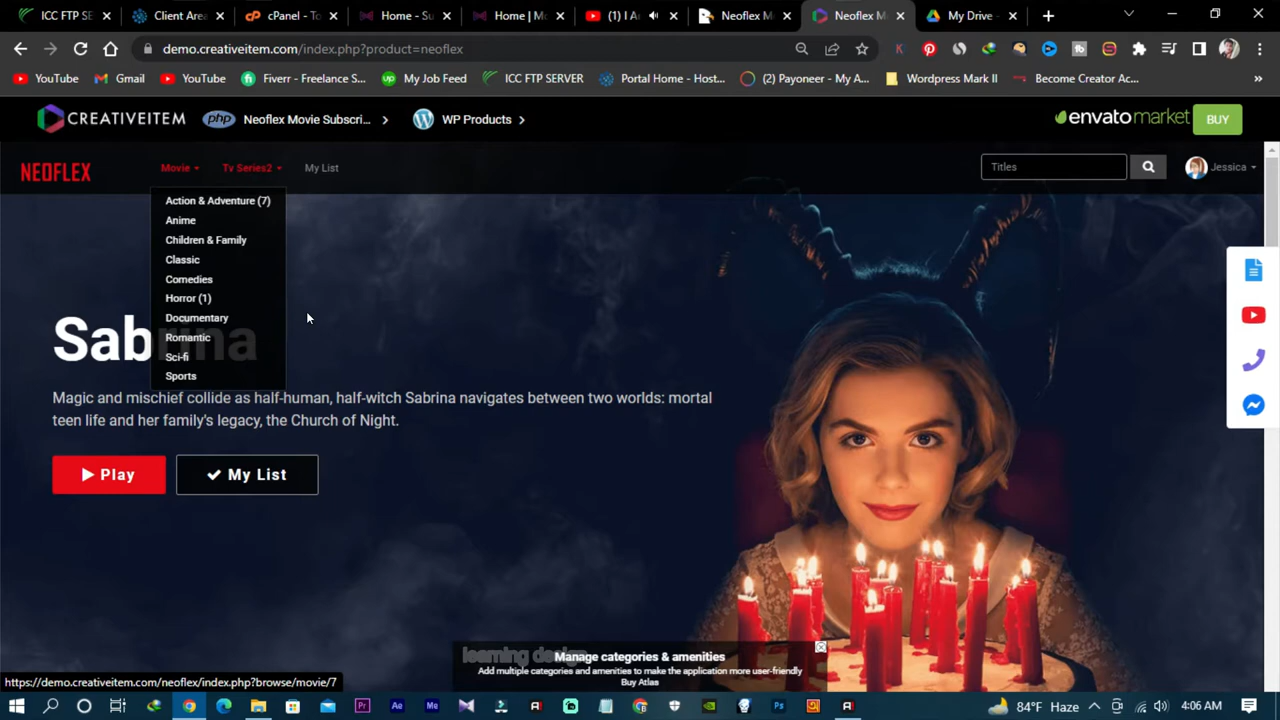 ICC FTP SE
Client Area
cPanel - To
Home - Su
Home | Mo
(1) I A
Neoflex M
Neoflex M
My Drive -
demo.creativeitem.com/index.php?product=neoflex
YouTube
Gmail
YouTube
Fiverr - Freelance S...
My Job Feed
ICC FTP SERVER
Portal Home - Host...
(2) Payoneer - My A...
Wordpress Mark II
Become Creator Ac...
CREATIVEITEM
php
Neoflex Movie Subscri...
WP Products
envatomarket
BUY
NEOFLEX
Movie
Tv Series2
My List
Titles
Jessica
Action & Adventure (7)
Anime
Children & Family
Classic
Comedies
Horror (1)
Documentary
Romantic
Sci-fi
Sports
Sabrina
Magic and mischief collide as half-human, half-witch Sabrina navigates between two worlds: mortal
teen life and her family's legacy, the Church of Night.
Play
My List
learning design
Manage categories & amenities
Add multiple categories and amenities to make the application more user-friendly
Buy Atlas
https://demo.creativeitem.com/neoflex/index.php?browse/movie/7
84°F Haze
4:06 AM